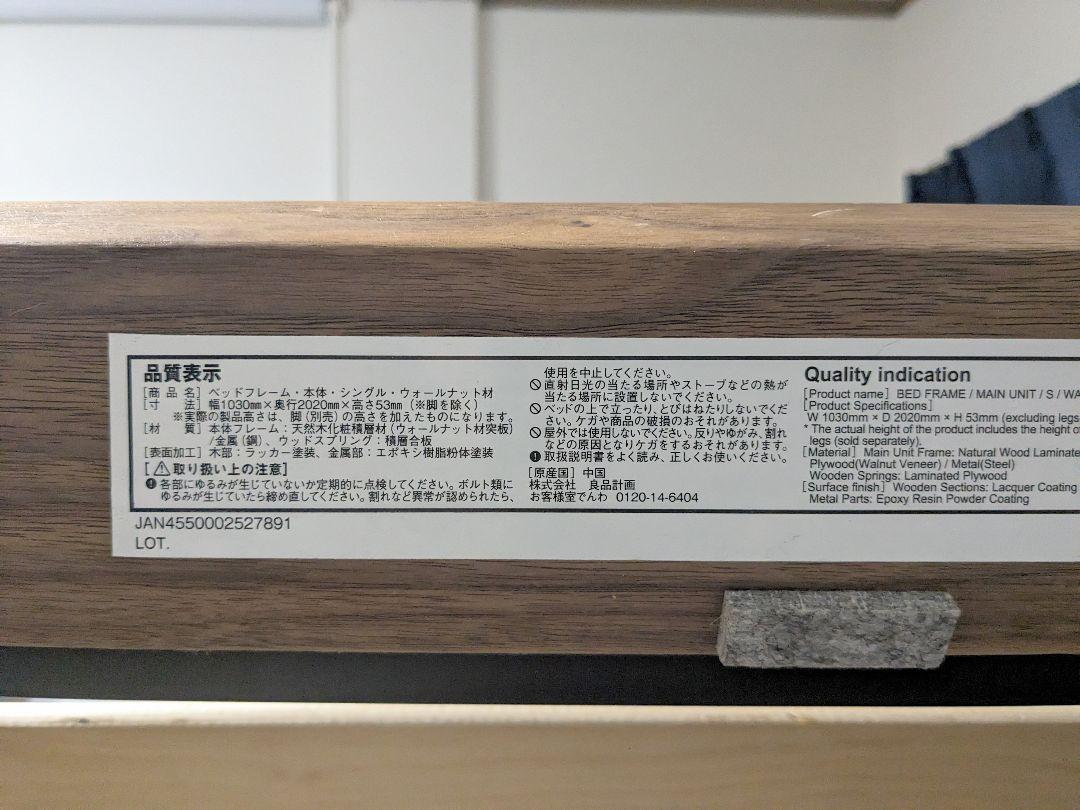 品質表示
[商 品 名] ベッドフレーム・本体・シングル・ウォールナット材
[寸 法] 幅1030mm×奥行2020mm×高さ53mm（※脚を除く）
※実際の製品高さは、脚（別売）の高さを加えたものになります。
[材 質] 本体フレーム：天然木化粧積層材（ウォールナット材突板）
/金属（鋼）、ウッドスプリング：積層合板
[表面加工] 木部：ラッカー塗装、金属部：エポキシ樹脂粉体塗装
[⚠取り扱い上の注意]
各部にゆるみが生じていないか定期的に点検してください。ボルト類に
ゆるみが生じていたら締め直してください。割れなど異常が認められたら、
使用を中止してください。
直射日光の当たる場所やストーブなどの熱が
当たる場所に設置しないでください。
ベッドの上で立ったり、とびはねたりしないでくだ
さい。ケガや商品の破損のおそれがあります。
屋外では使用しないでください。反りやゆがみ、割れ
などの原因となりケガをするおそれがあります。
取扱説明書をよく読み、正しくお使いください。
[原産国] 中国
株式会社 良品計画
お客様室でんわ 0120-14-6404
Quality indication
[Product name] BED FRAME / MAIN UNIT / S / WA
[Product Specifications]
W 1030mm × D 2020mm × H 53mm (excluding legs
* The actual height of the product includes the height of
legs (sold separately).
[Material] Main Unit Frame: Natural Wood Laminate
Plywood(Walnut Veneer) / Metal(Steel)
Wooden Springs: Laminated Plywood
[Surface finish] Wooden Sections: Lacquer Coating
Metal Parts: Epoxy Resin Powder Coating
JAN4550002527891
LOT.